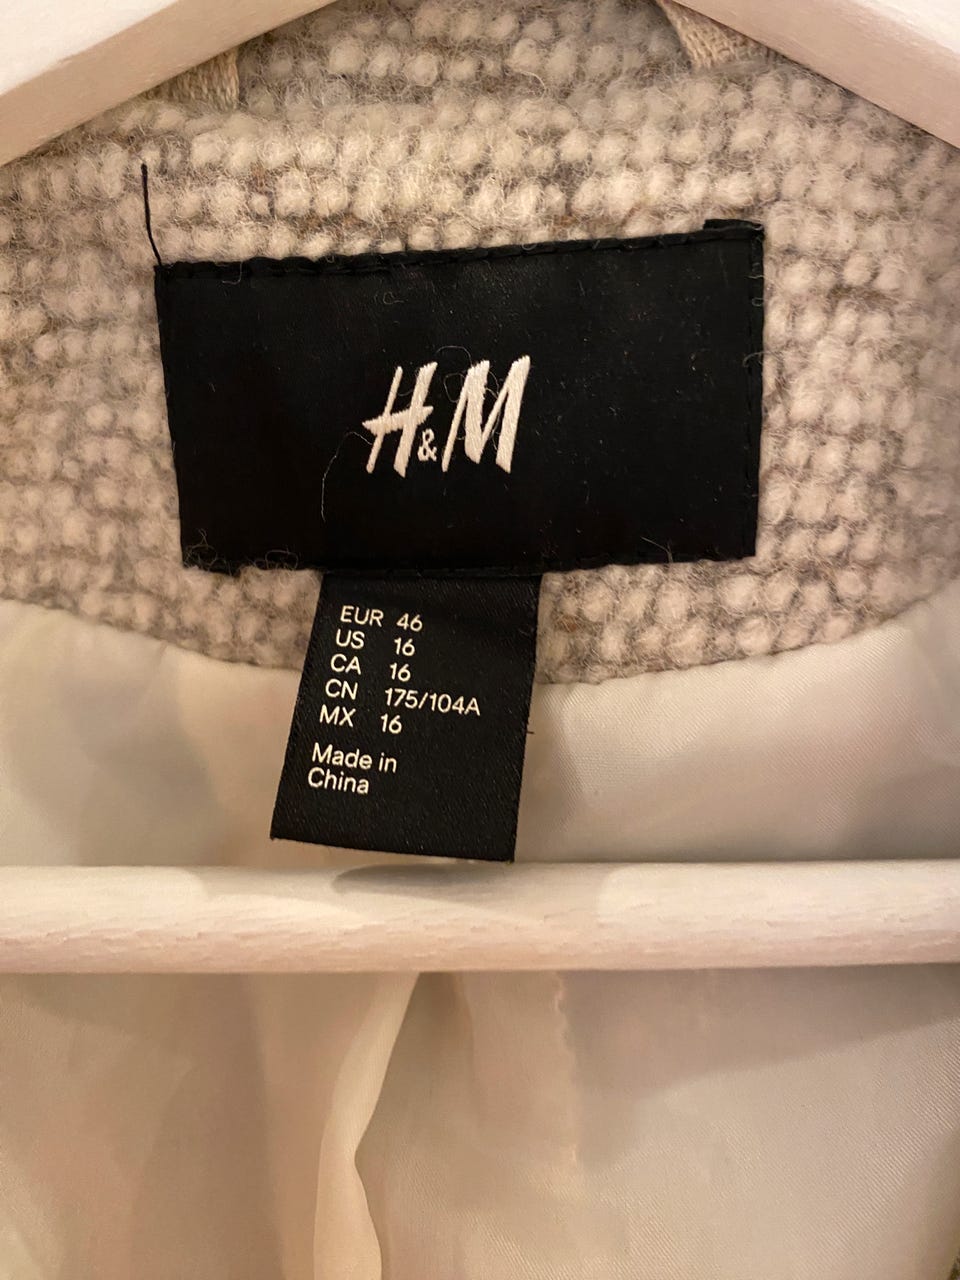 H&M
EUR 46
US 16
CA 16
CN 175/104A
MX 16
Made in
China